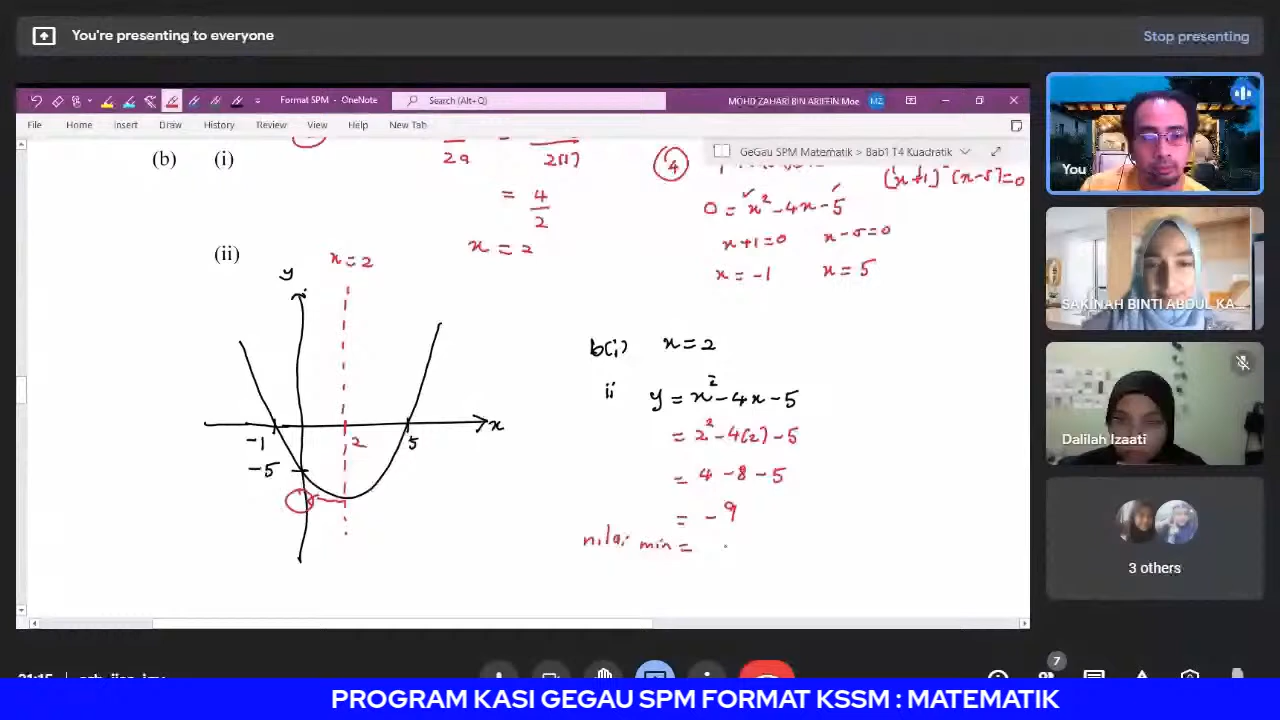 You're presenting to everyone
Stop presenting
Format SPM - OneNote
Search (Alt+Q)
MOHD ZAHARI BIN ARIFFIN Moe
MZ
File Home Insert Draw History Review View Help New Tab
GeGau SPM Matematik > Bab1 T4 Kuadratik
(b) (i)
2a 2(1)
= 4/2
x = 2
4
(x+1) (x-5)=0
0 = x² - 4x - 5
x+1=0 x-5=0
x = -1 x = 5
(ii)
x = 2
y
x
-1
2
5
-5
b(i) x = 2
ii y = x² - 4x - 5
= 2² - 4(2) - 5
= 4 - 8 - 5
= -9
nilai min =
You
SAKINAH BINTI ABDUL KA...
Dalilah Izaati
3 others
7
PROGRAM KASI GEGAU SPM FORMAT KSSM : MATEMATIK